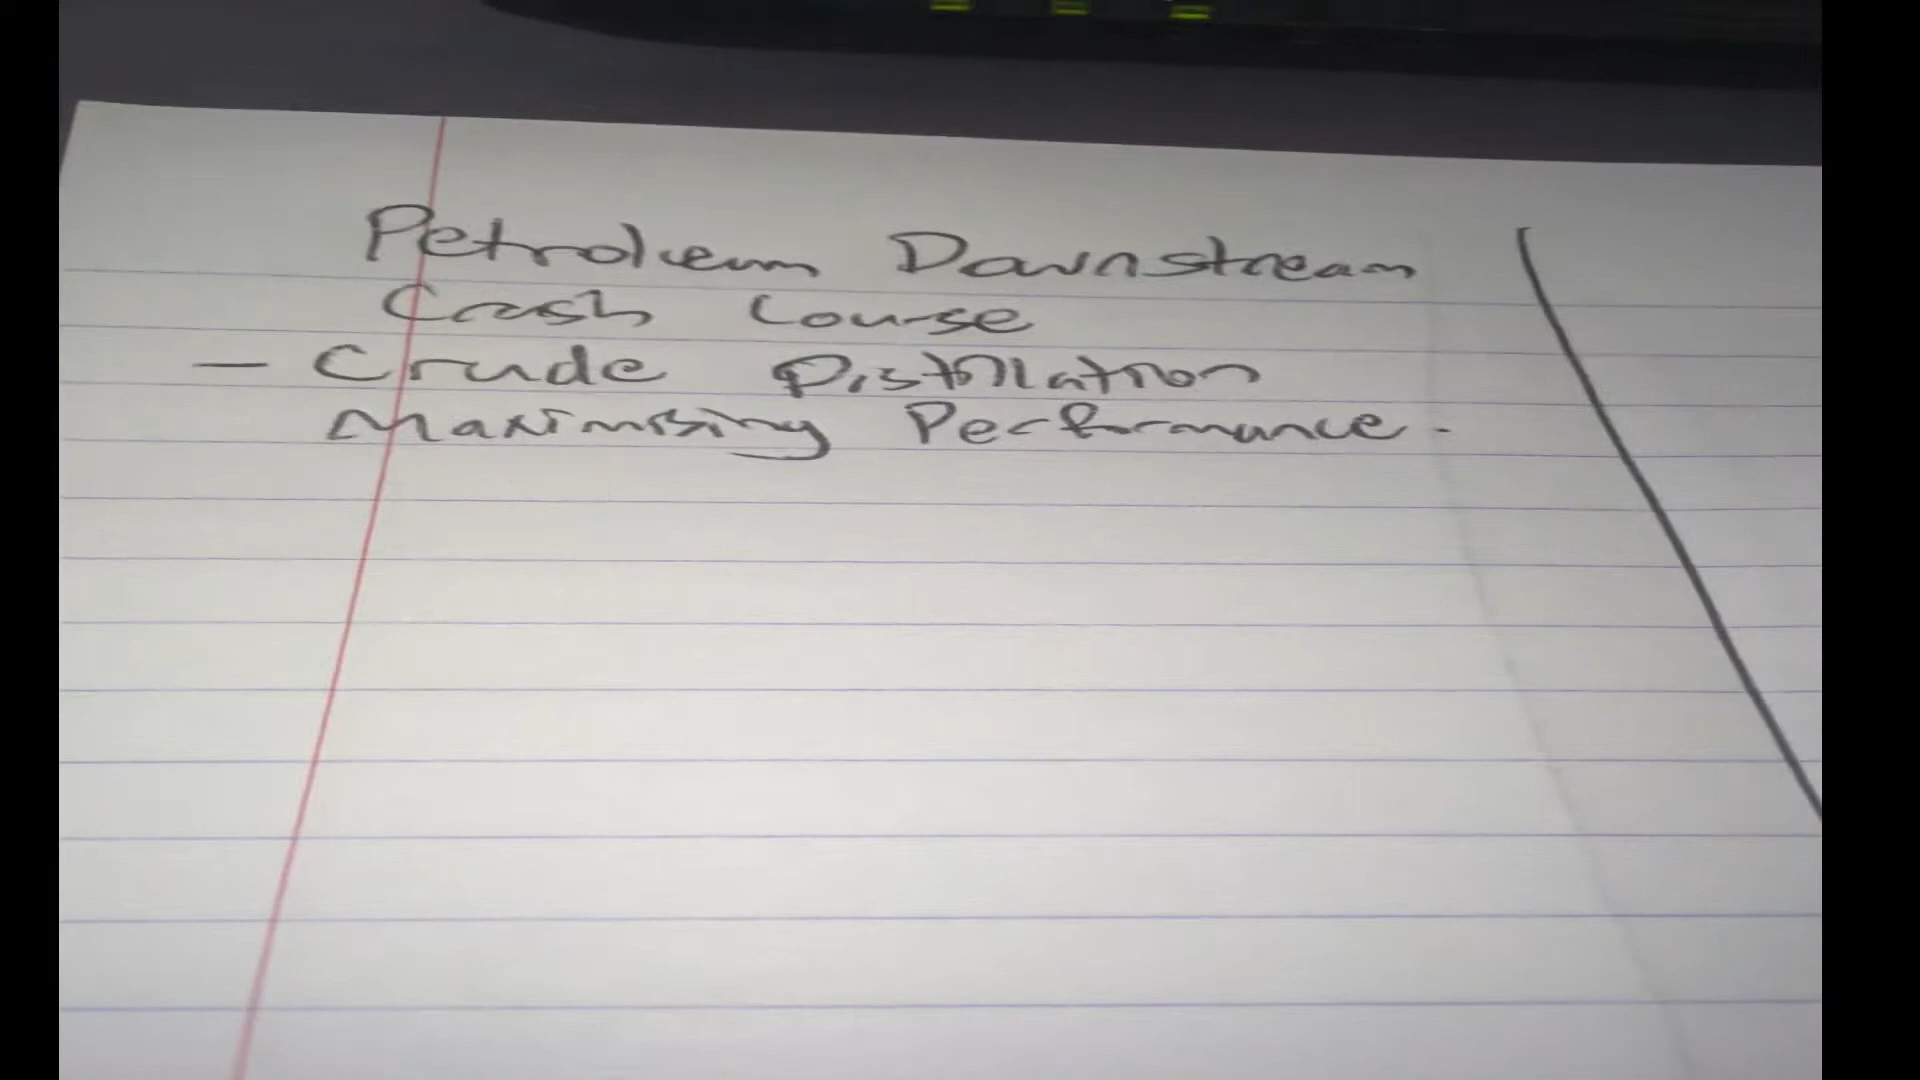 Petroleum Downstream
Crash Course
- Crude Distillation
Maximising Performance.